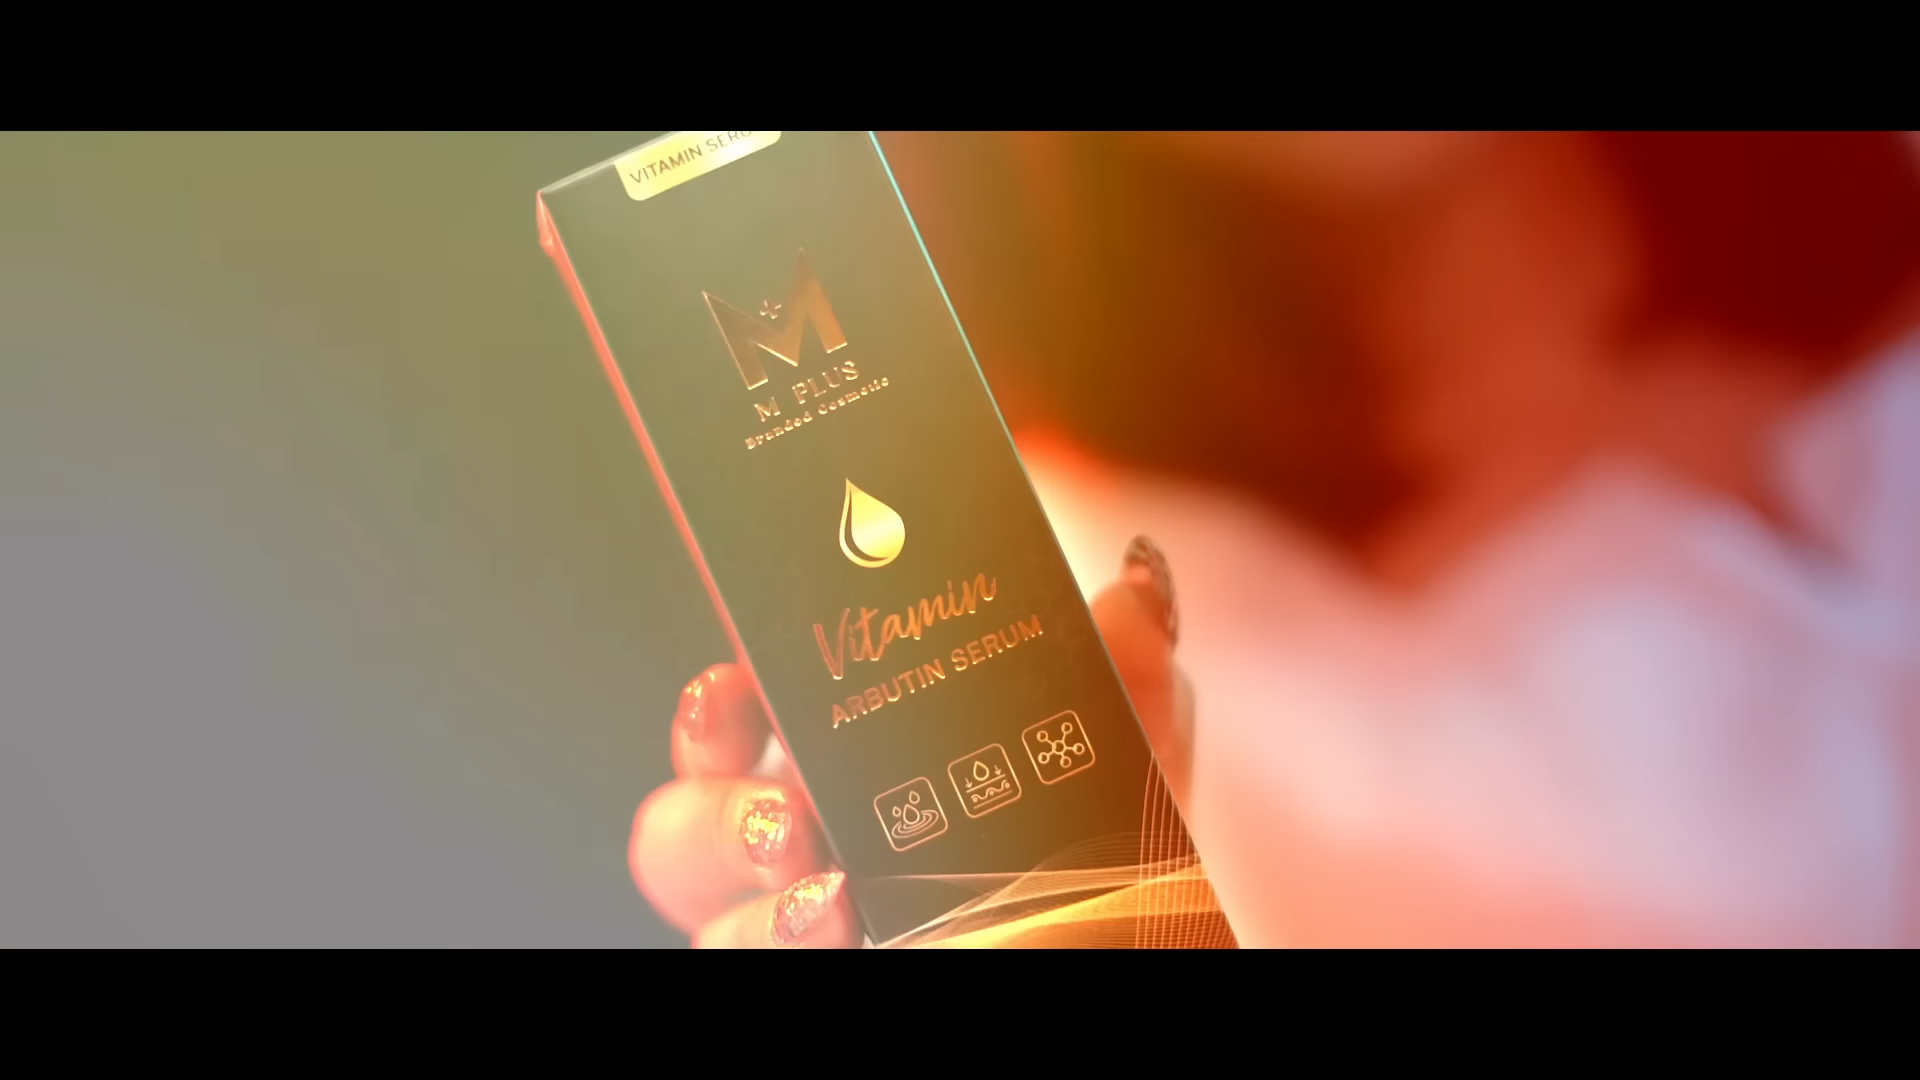 VITAMIN SERU
M PLUS
Branded Cosmetic
Vitamin
ARBUTIN SERUM